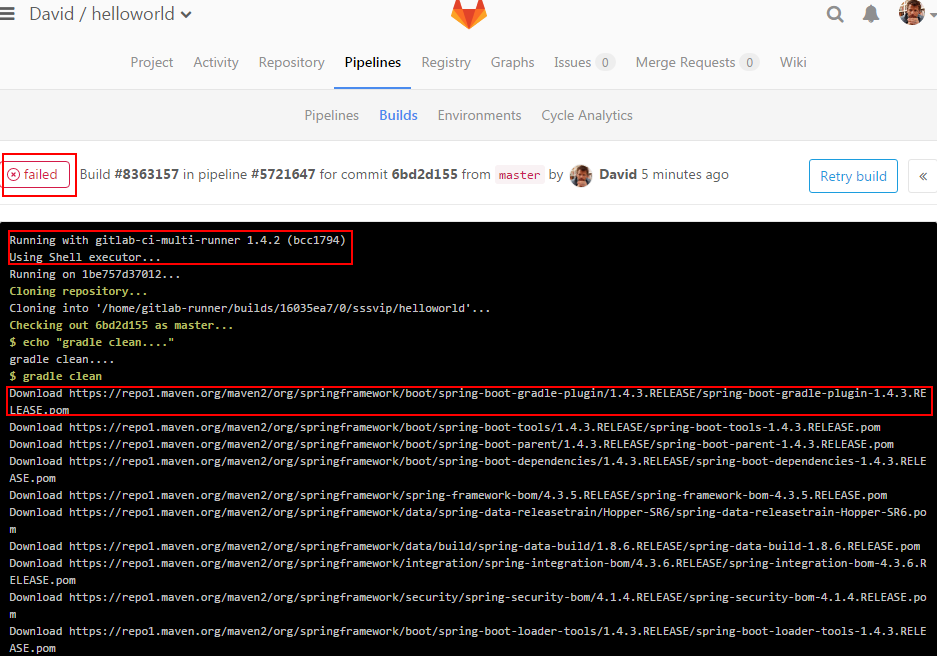 David / helloworld
Project Activity Repository Pipelines Registry Graphs Issues 0 Merge Requests 0 Wiki
Pipelines Builds Environments Cycle Analytics
failed Build #8363157 in pipeline #5721647 for commit 6bd2d155 from master by David 5 minutes ago Retry build «
Running with gitlab-ci-multi-runner 1.4.2 (bcc1794)
Using Shell executor...
Running on 1be757d37012...
Cloning repository...
Cloning into '/home/gitlab-runner/builds/16035ea7/0/sssvip/helloworld'...
Checking out 6bd2d155 as master...
$ echo "gradle clean...."
gradle clean....
$ gradle clean
Download https://repo1.maven.org/maven2/org/springframework/boot/spring-boot-gradle-plugin/1.4.3.RELEASE/spring-boot-gradle-plugin-1.4.3.RE
LEASE.pom
Download https://repo1.maven.org/maven2/org/springframework/boot/spring-boot-tools/1.4.3.RELEASE/spring-boot-tools-1.4.3.RELEASE.pom
Download https://repo1.maven.org/maven2/org/springframework/boot/spring-boot-parent/1.4.3.RELEASE/spring-boot-parent-1.4.3.RELEASE.pom
Download https://repo1.maven.org/maven2/org/springframework/boot/spring-boot-dependencies/1.4.3.RELEASE/spring-boot-dependencies-1.4.3.RELE
ASE.pom
Download https://repo1.maven.org/maven2/org/springframework/spring-framework-bom/4.3.5.RELEASE/spring-framework-bom-4.3.5.RELEASE.pom
Download https://repo1.maven.org/maven2/org/springframework/data/spring-data-releasetrain/Hopper-SR6/spring-data-releasetrain-Hopper-SR6.po
m
Download https://repo1.maven.org/maven2/org/springframework/data/build/spring-data-build/1.8.6.RELEASE/spring-data-build-1.8.6.RELEASE.pom
Download https://repo1.maven.org/maven2/org/springframework/integration/spring-integration-bom/4.3.6.RELEASE/spring-integration-bom-4.3.6.R
ELEASE.pom
Download https://repo1.maven.org/maven2/org/springframework/security/spring-security-bom/4.1.4.RELEASE/spring-security-bom-4.1.4.RELEASE.po
m
Download https://repo1.maven.org/maven2/org/springframework/boot/spring-boot-loader-tools/1.4.3.RELEASE/spring-boot-loader-tools-1.4.3.RELE
ASE.pom